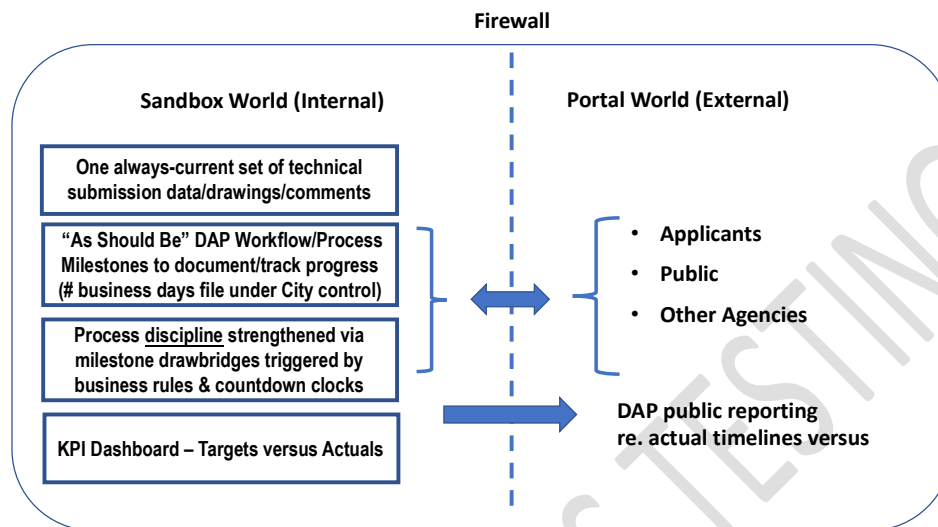 Firewall
Sandbox World (Internal)
Portal World (External)
One always-current set of technical
submission data/drawings/comments
“As Should Be” DAP Workflow/Process
Milestones to document/track progress
(# business days file under City control)
Process discipline strengthened via
milestone drawbridges triggered by
business rules & countdown clocks
KPI Dashboard – Targets versus Actuals
• Applicants
• Public
• Other Agencies
DAP public reporting
re. actual timelines versus
TESTING